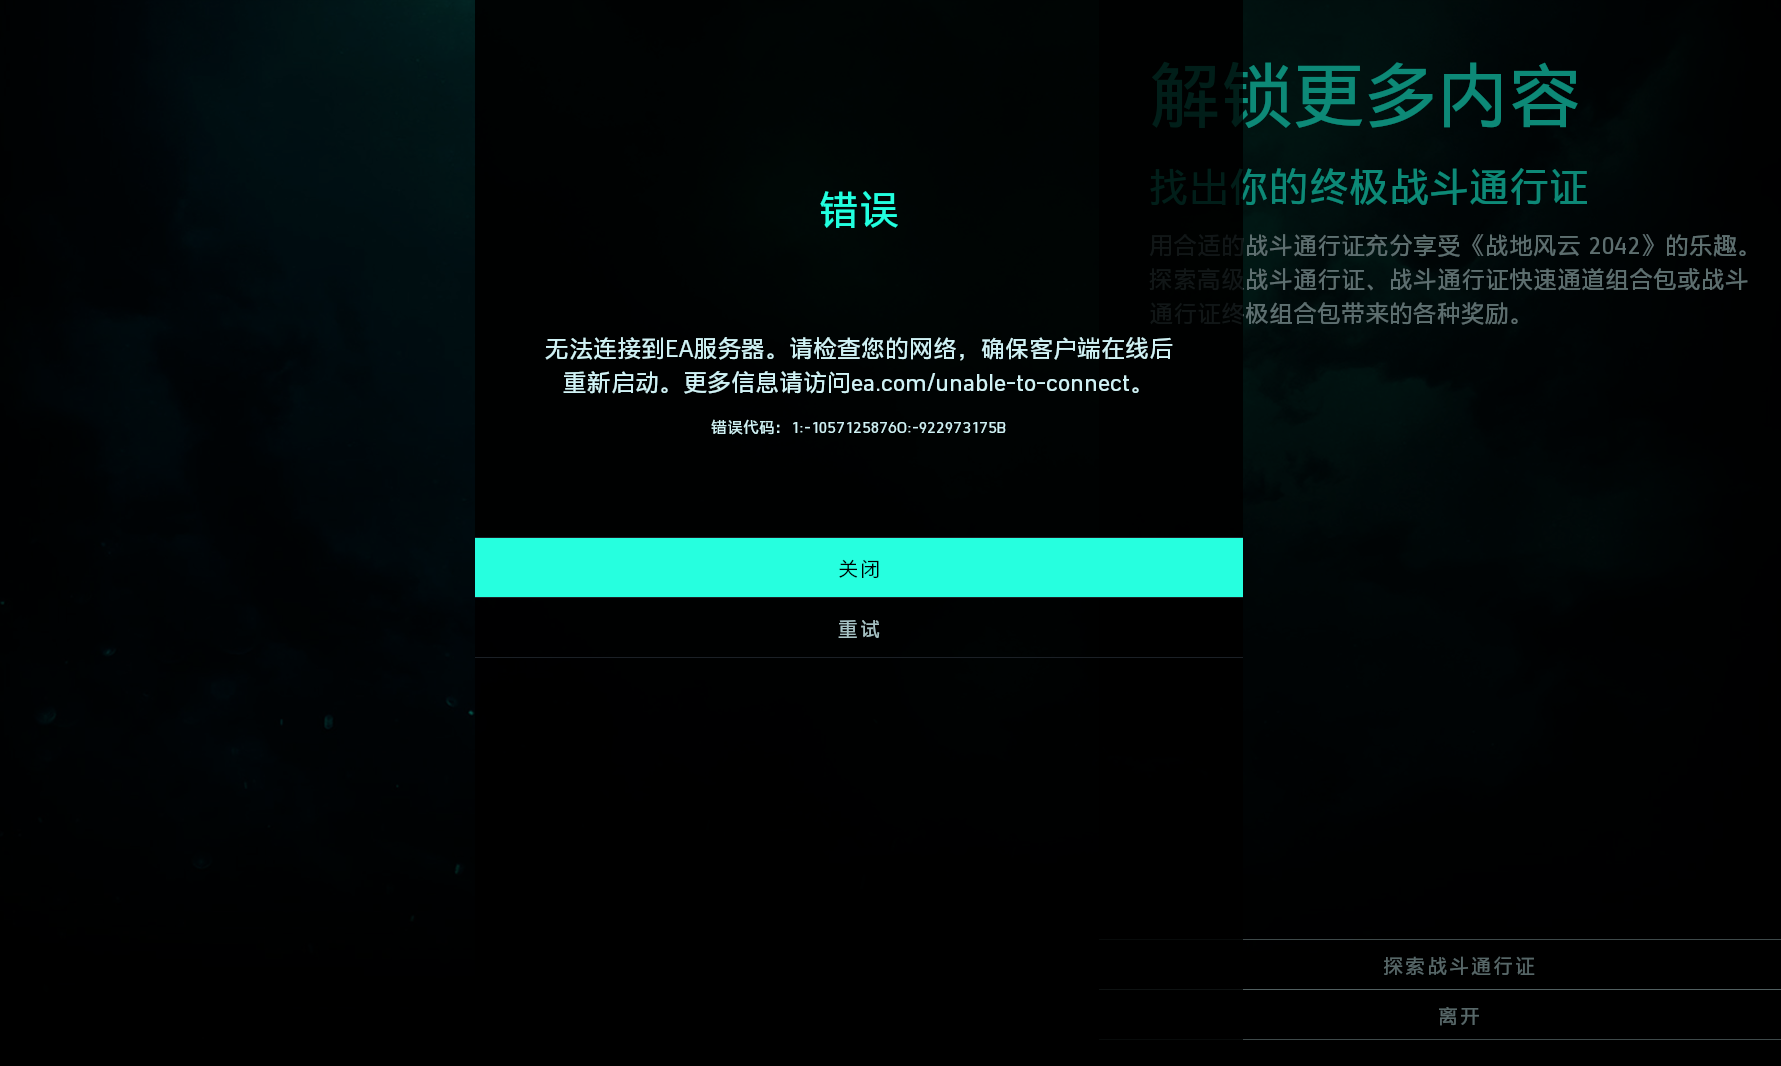 解锁更多内容
找出你的终极战斗通行证
用合适的战斗通行证充分享受《战地风云 2042》的乐趣。
探索高级战斗通行证、战斗通行证快速通道组合包或战斗
通行证终极组合包带来的各种奖励。
错误
无法连接到EA服务器。请检查您的网络，确保客户端在线后
重新启动。更多信息请访问ea.com/unable-to-connect。
错误代码：1:-1057125876O:-922973175B
关闭
重试
探索战斗通行证
离开